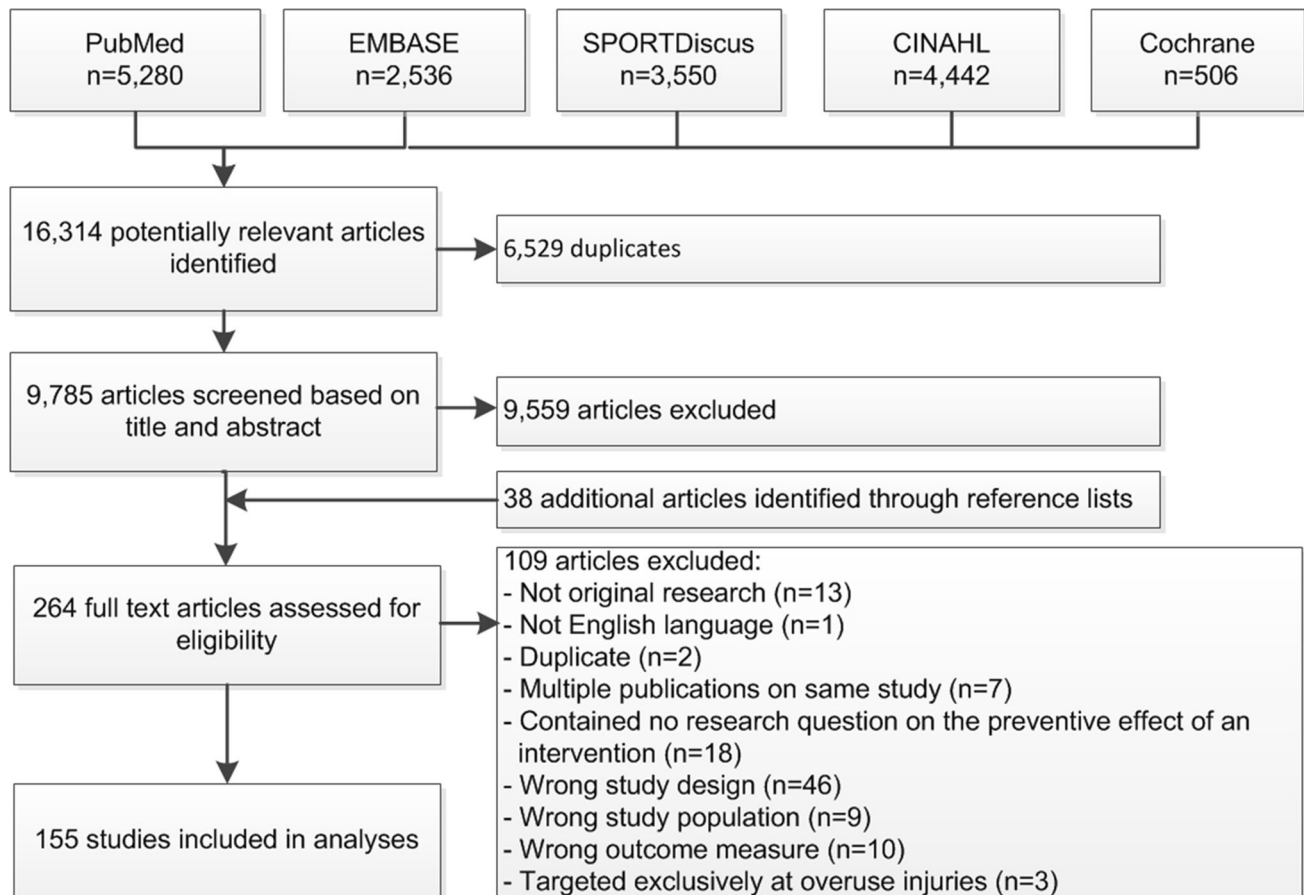 PubMed
n=5,280
EMBASE
n=2,536
SPORTDiscus
n=3,550
CINAHL
n=4,442
Cochrane
n=506
16,314 potentially relevant articles
identified
6,529 duplicates
9,785 articles screened based on
title and abstract
9,559 articles excluded
38 additional articles identified through reference lists
264 full text articles assessed for
eligibility
109 articles excluded:
- Not original research (n=13)
- Not English language (n=1)
- Duplicate (n=2)
- Multiple publications on same study (n=7)
- Contained no research question on the preventive effect of an
intervention (n=18)
- Wrong study design (n=46)
- Wrong study population (n=9)
- Wrong outcome measure (n=10)
- Targeted exclusively at overuse injuries (n=3)
155 studies included in analyses